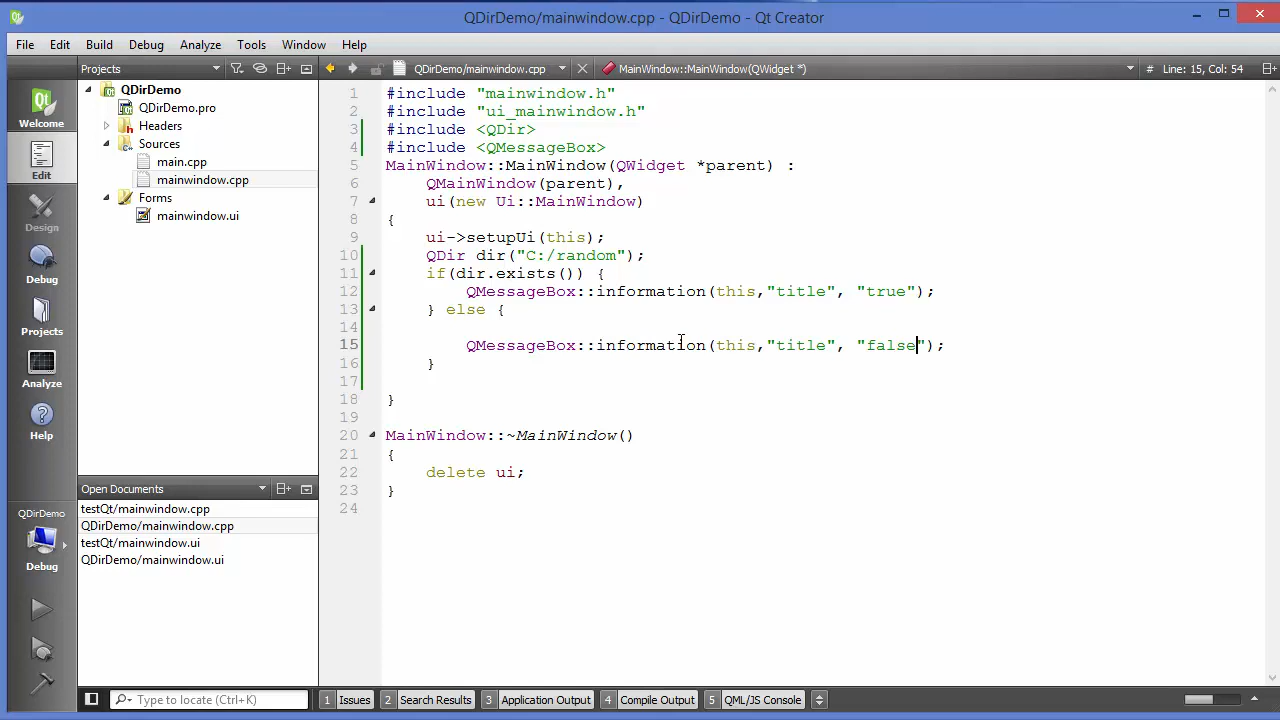 QDirDemo/mainwindow.cpp - QDirDemo - Qt Creator
File Edit Build Debug Analyze Tools Window Help
Projects
QDirDemo/mainwindow.cpp
MainWindow::MainWindow(QWidget *)
# Line: 15, Col: 54
Welcome
Edit
Design
Debug
Projects
Analyze
Help
QDirDemo
Debug
QDirDemo
QDirDemo.pro
Headers
Sources
main.cpp
mainwindow.cpp
Forms
mainwindow.ui
Open Documents
testQt/mainwindow.cpp
QDirDemo/mainwindow.cpp
testQt/mainwindow.ui
QDirDemo/mainwindow.ui
1 #include "mainwindow.h"
2 #include "ui_mainwindow.h"
3 #include <QDir>
4 #include <QMessageBox>
5 MainWindow::MainWindow(QWidget *parent) :
6 QMainWindow(parent),
7 ui(new Ui::MainWindow)
8 {
9 ui->setupUi(this);
10 QDir dir("C:/random");
11 if(dir.exists()) {
12 QMessageBox::information(this,"title", "true");
13 } else {
14
15 QMessageBox::information(this,"title", "false");
16 }
17
18 }
19
20 MainWindow::~MainWindow()
21 {
22 delete ui;
23 }
24
Type to locate (Ctrl+K) 1 Issues 2 Search Results 3 Application Output 4 Compile Output 5 QML/JS Console